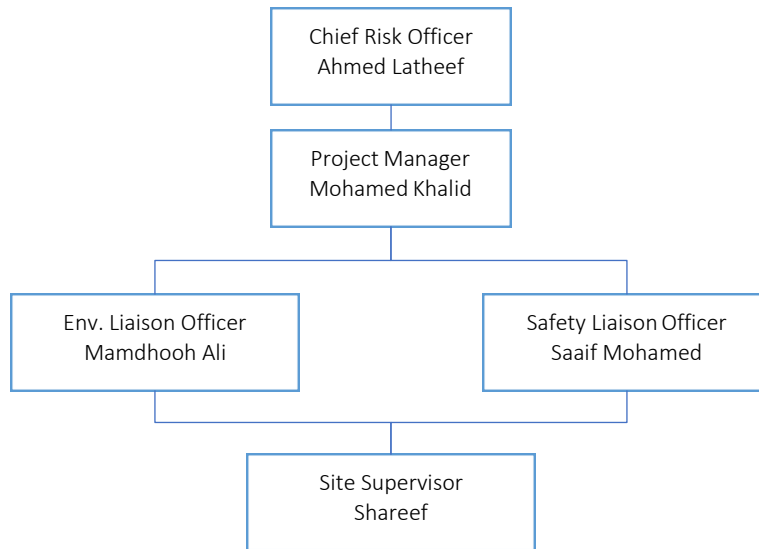 Chief Risk Officer
Ahmed Latheef
Project Manager
Mohamed Khalid
Env. Liaison Officer
Mamdhooh Ali
Safety Liaison Officer
Saaif Mohamed
Site Supervisor
Shareef